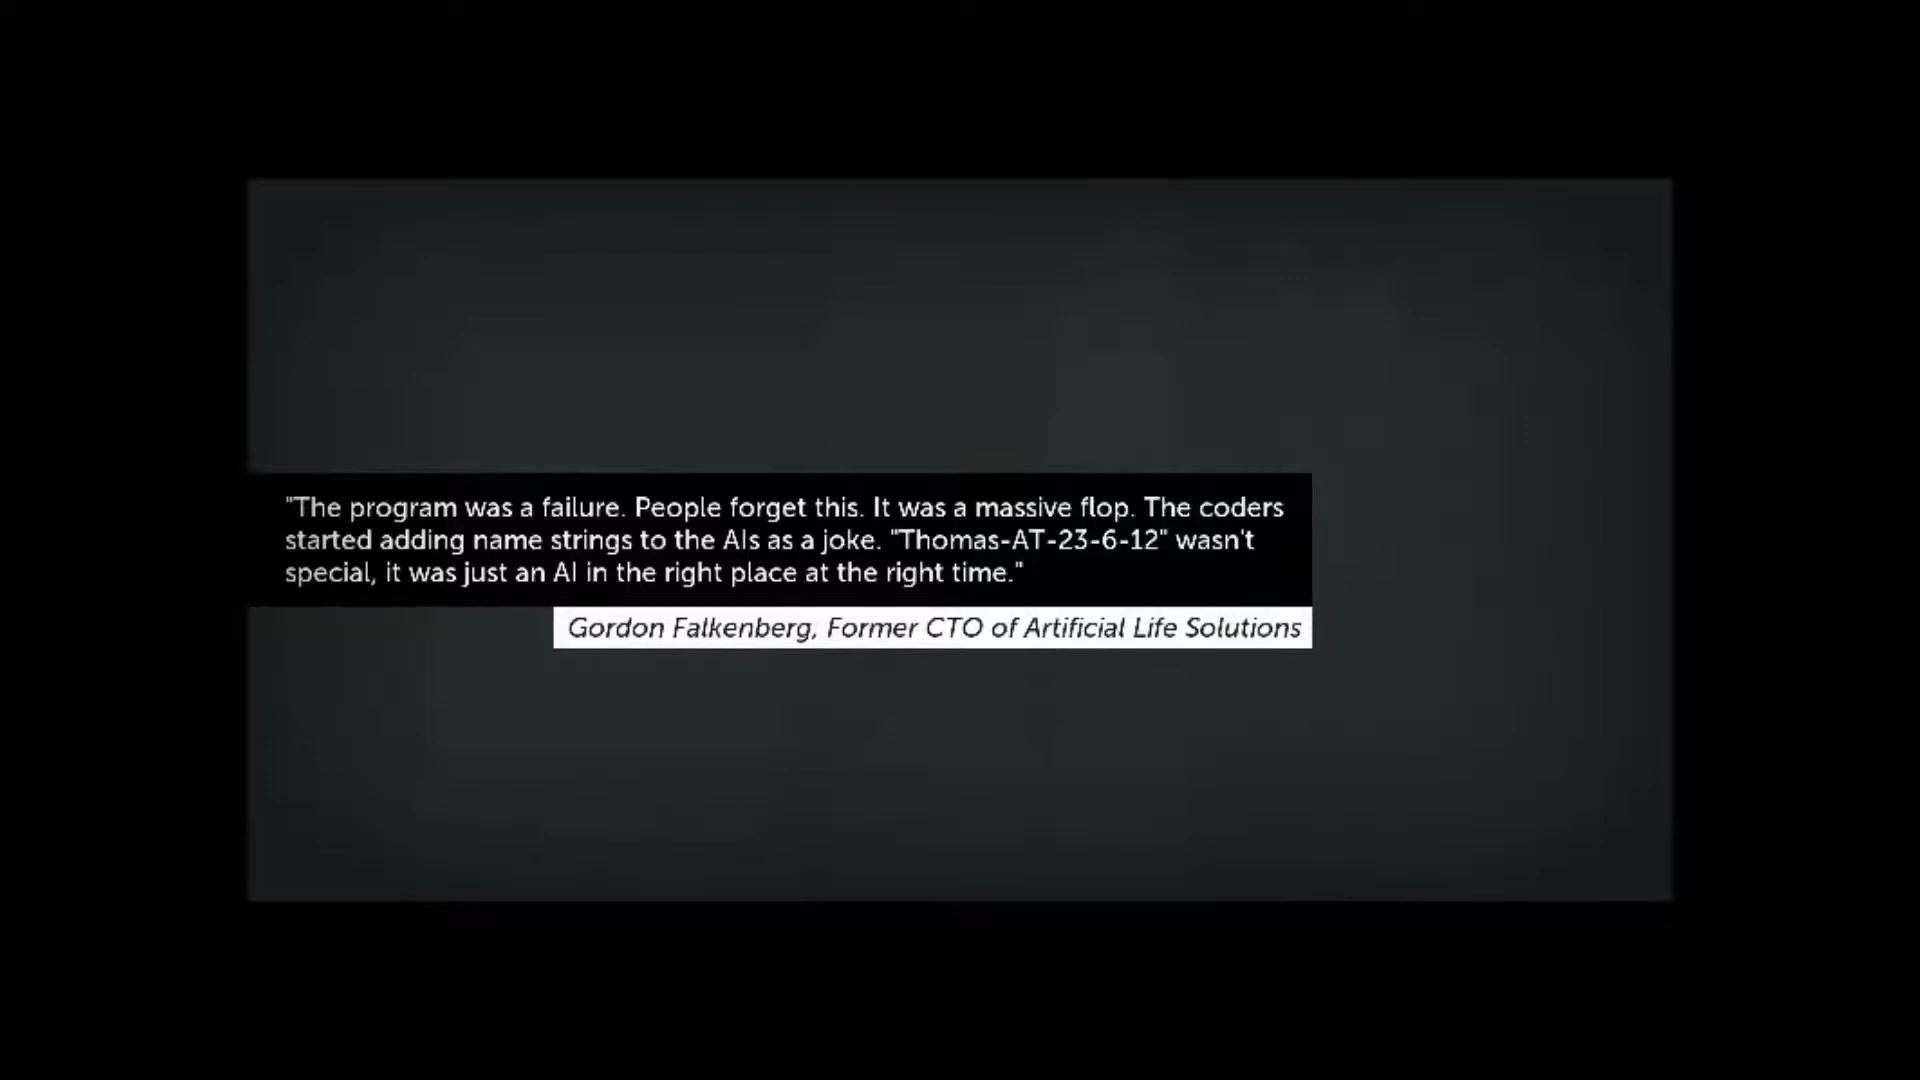 "The program was a failure. People forget this. It was a massive flop. The coders
started adding name strings to the AIs as a joke. "Thomas-AT-23-6-12" wasn't
special, it was just an AI in the right place at the right time."
Gordon Falkenberg, Former CTO of Artificial Life Solutions